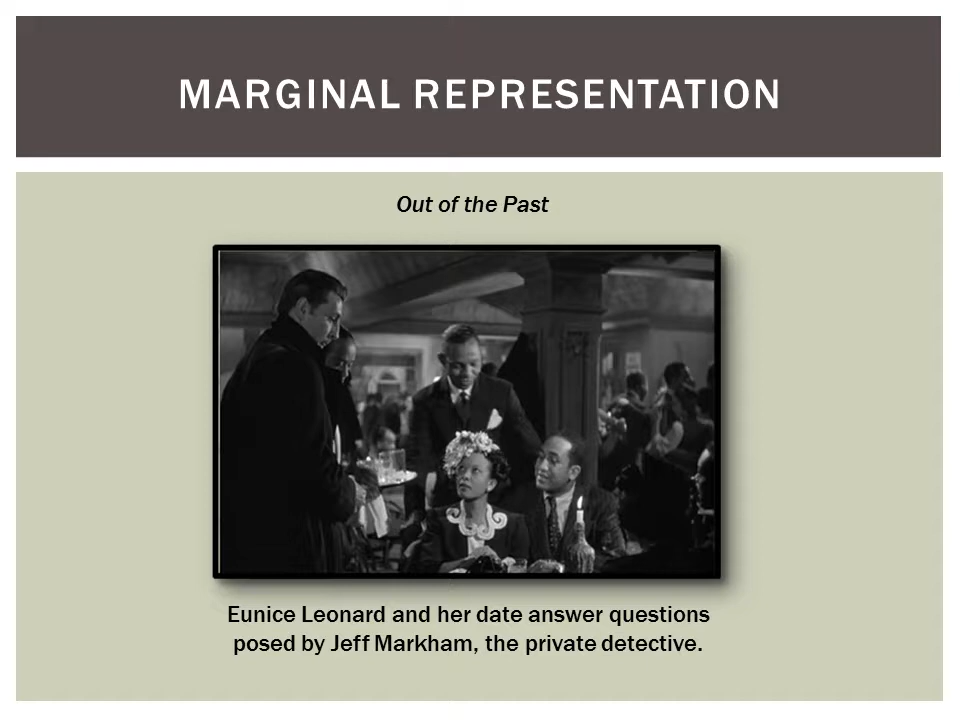 MARGINAL REPRESENTATION
Out of the Past
Eunice Leonard and her date answer questions
posed by Jeff Markham, the private detective.